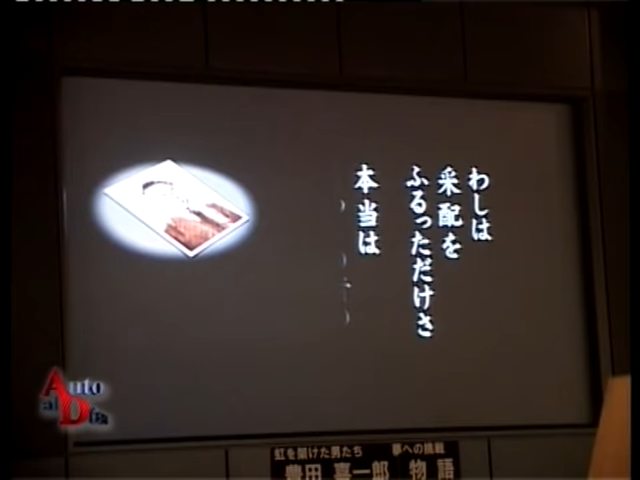 わしは
采配を
ふるっただけさ
本当は
Auto
al Día
虹を架けた男たち　夢への挑戦
豊田 喜一郎 物語